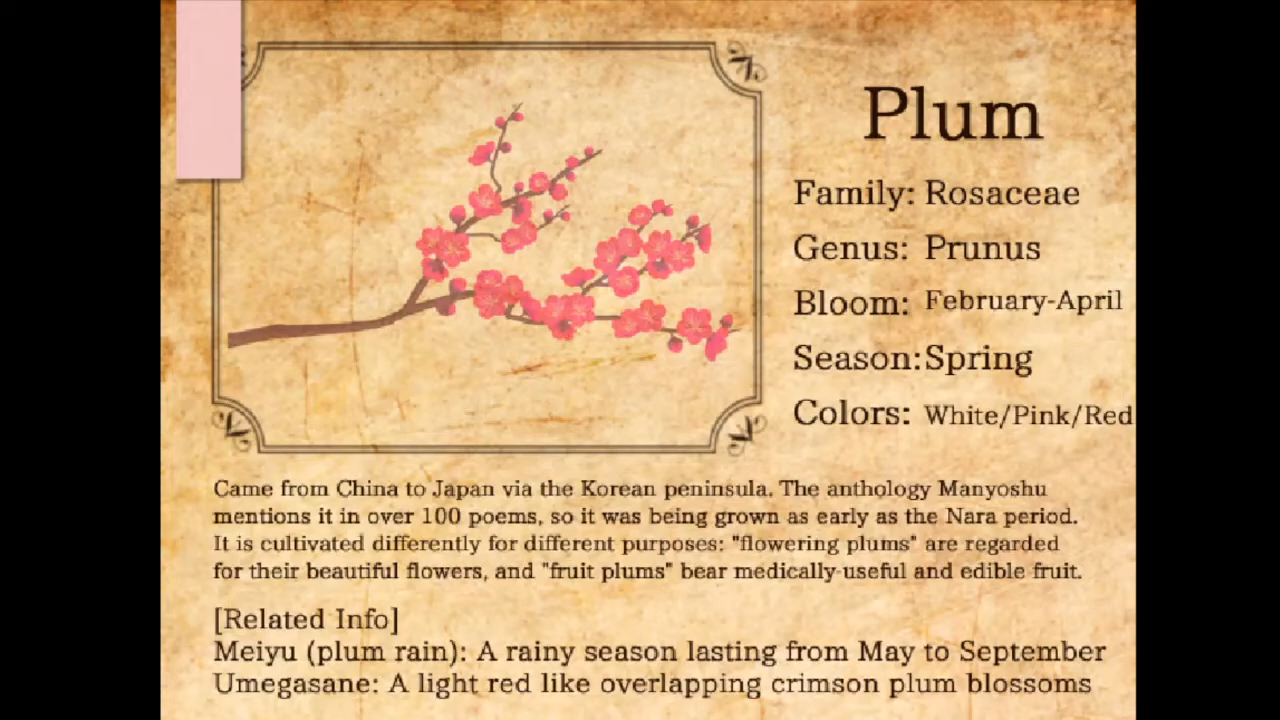 Plum
Family: Rosaceae
Genus: Prunus
Bloom: February-April
Season: Spring
Colors: White/Pink/Red
Came from China to Japan via the Korean peninsula. The anthology Manyoshu
mentions it in over 100 poems, so it was being grown as early as the Nara period.
It is cultivated differently for different purposes: "flowering plums" are regarded
for their beautiful flowers, and "fruit plums" bear medically-useful and edible fruit.
[Related Info]
Meiyu (plum rain): A rainy season lasting from May to September
Umegasane: A light red like overlapping crimson plum blossoms